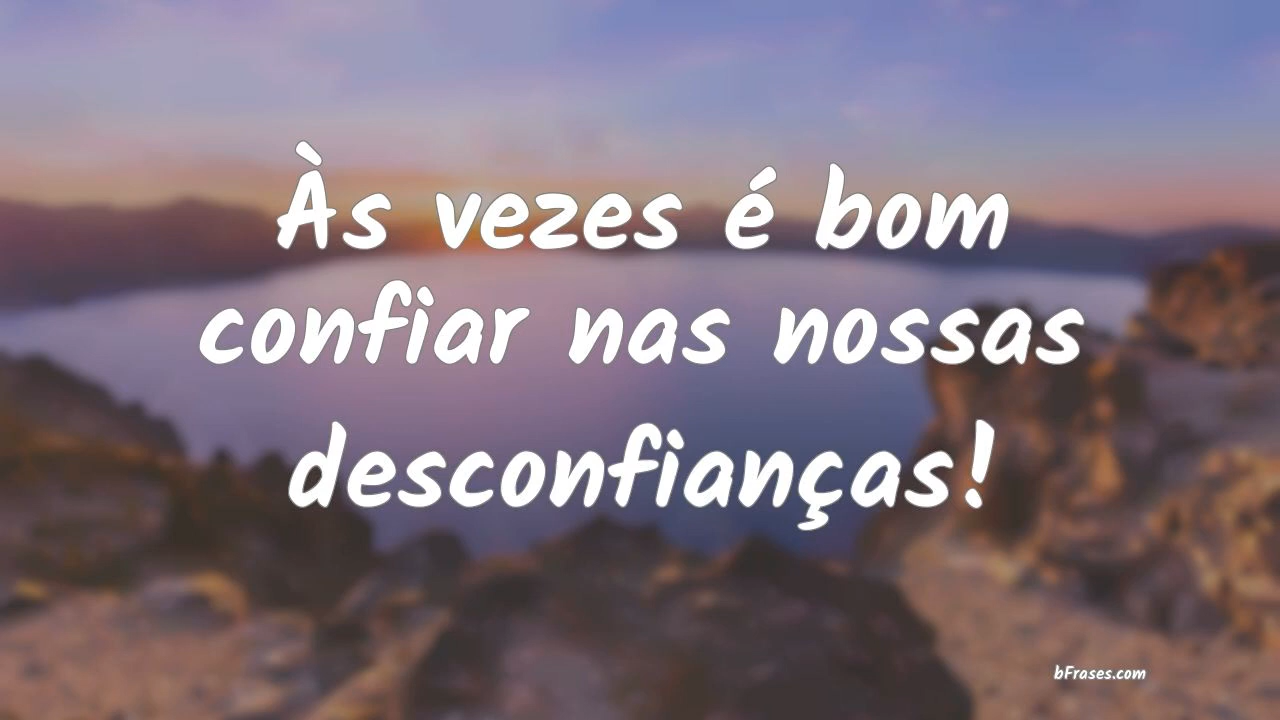 Às vezes é bom
confiar nas nossas
desconfianças!
bFrases.com